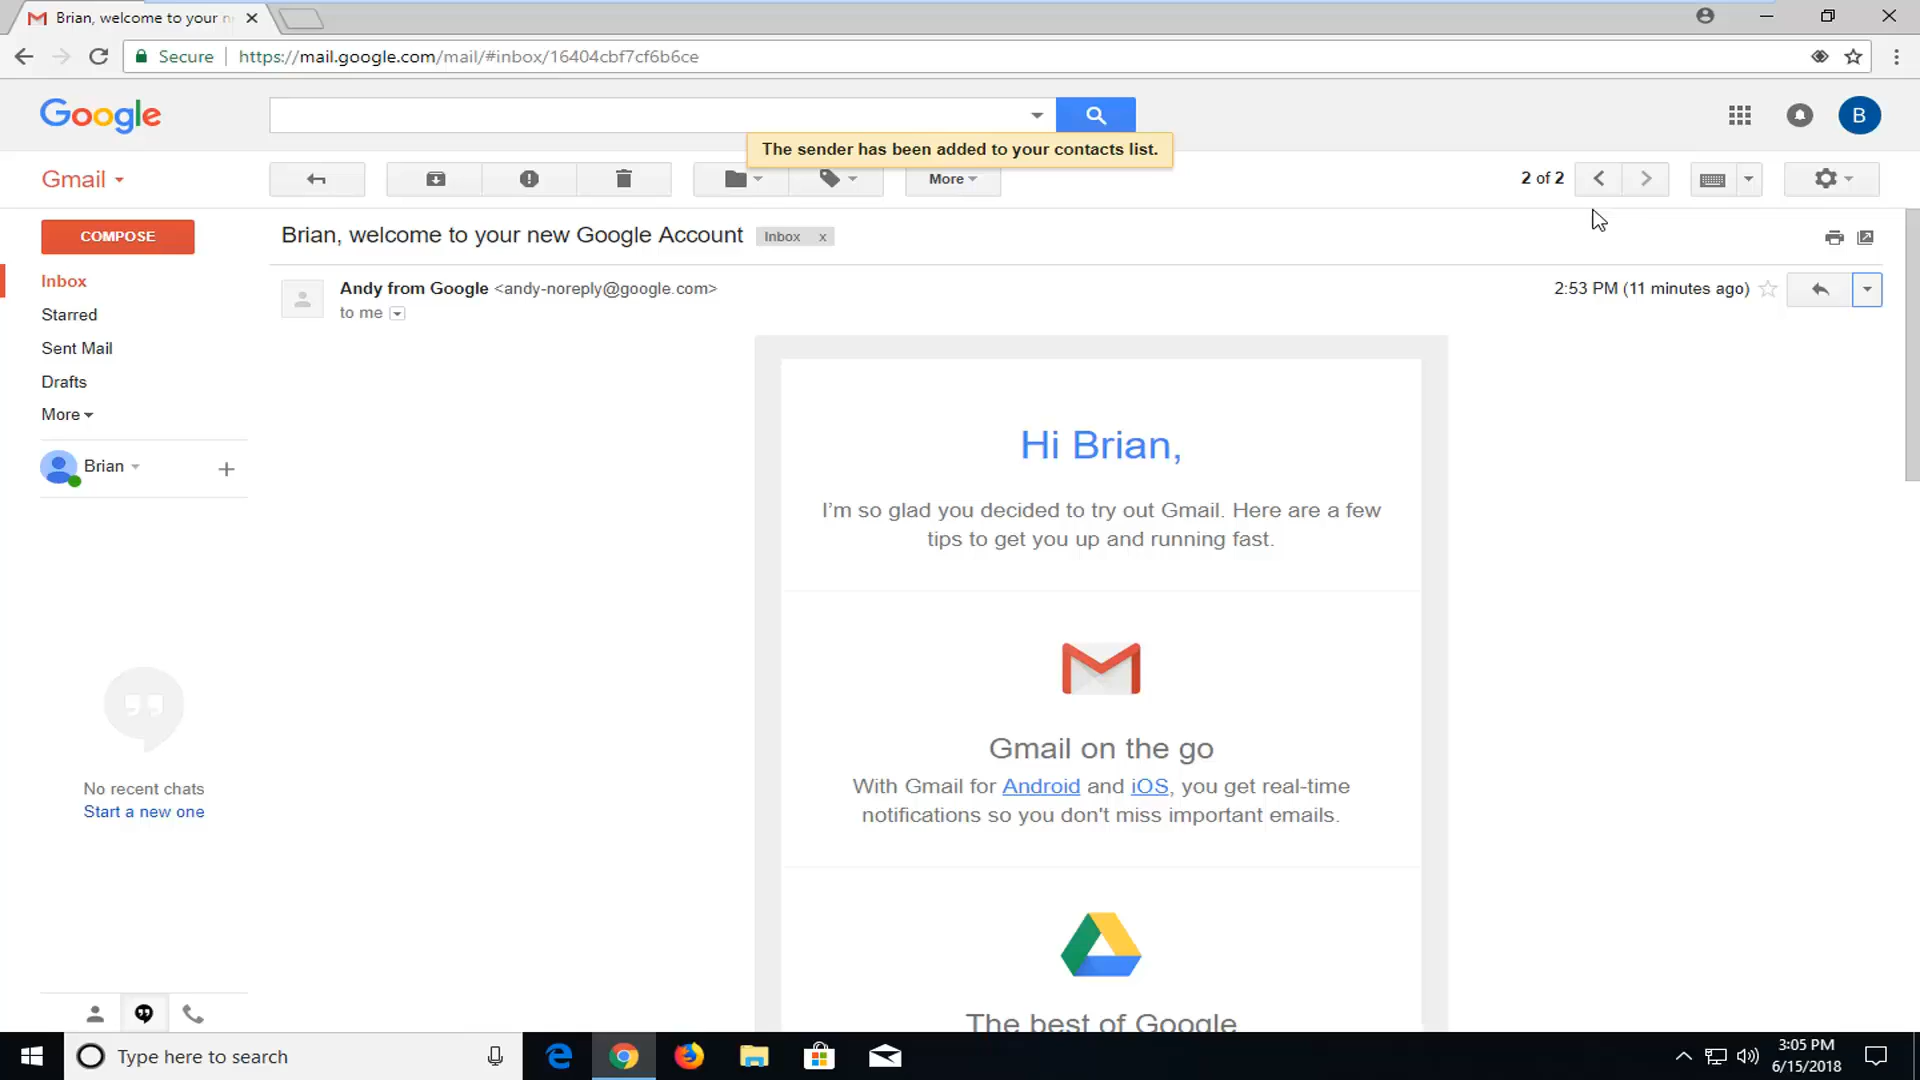 Brian, welcome to your n
Secure
https://mail.google.com/mail/#inbox/16404cbf7cf6b6ce
Google
B
The sender has been added to your contacts list.
Gmail
More
2 of 2
COMPOSE
Brian, welcome to your new Google Account
Inbox x
Inbox
Andy from Google <andy-noreply@google.com>
2:53 PM (11 minutes ago)
to me
Starred
Sent Mail
Drafts
More
Brian
Hi Brian,
I'm so glad you decided to try out Gmail. Here are a few
tips to get you up and running fast.
Gmail on the go
With Gmail for Android and iOS, you get real-time
notifications so you don't miss important emails.
No recent chats
Start a new one
The best of Google
Type here to search
3:05 PM
6/15/2018